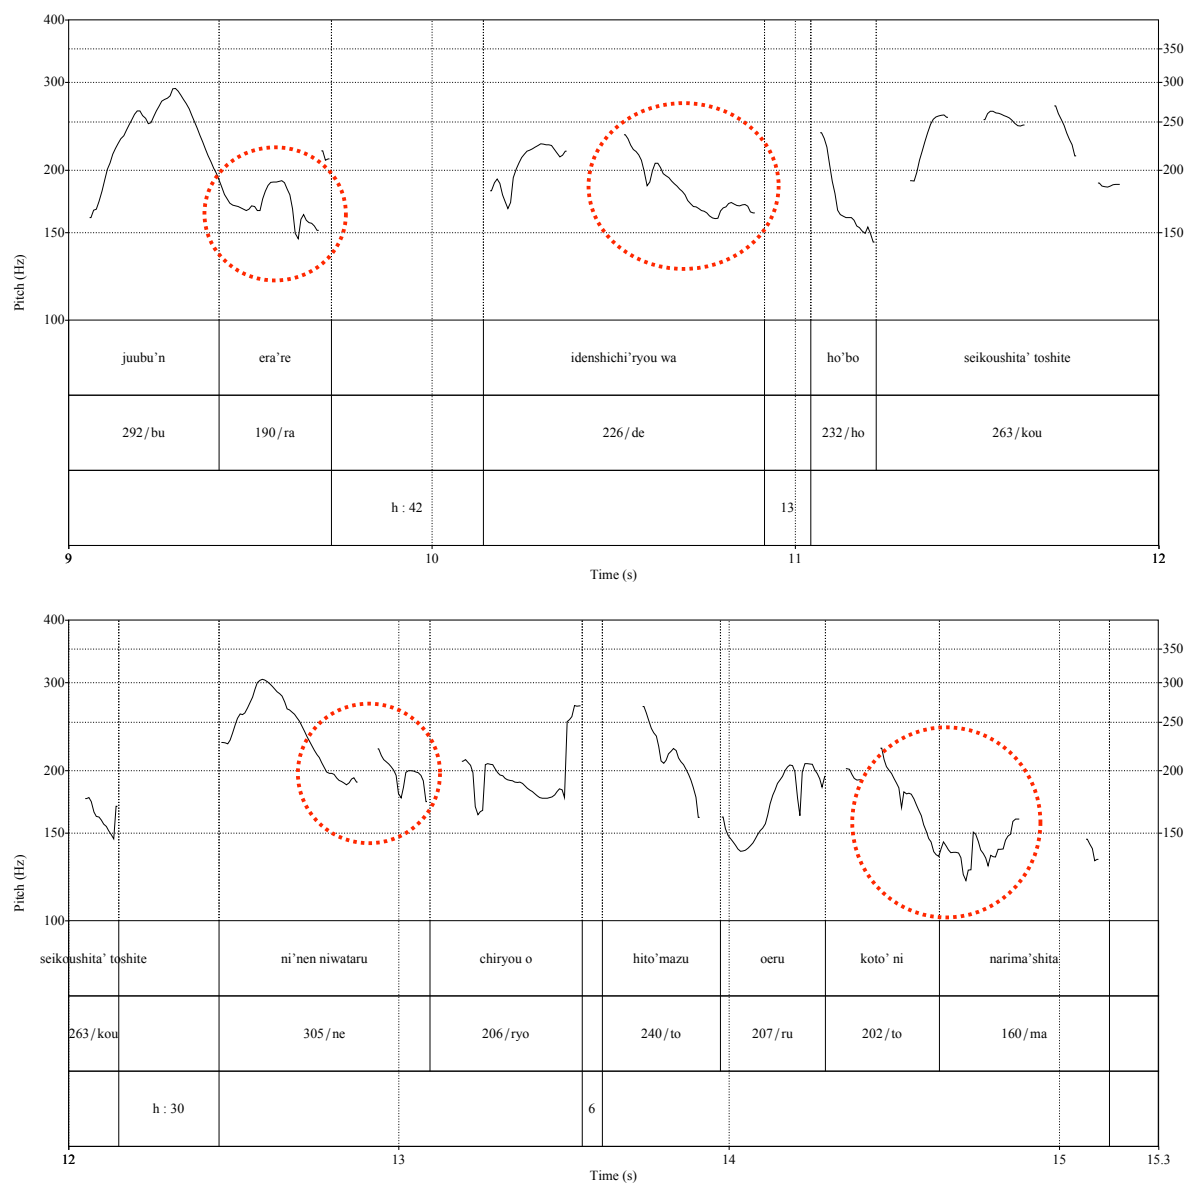 400
350
300
300
250
200
200
150
150
100
Pitch (Hz)
juubu’n era’re idenshichi’ryou wa ho’bo seikoushita’ toshite
292/bu 190/ra 226/de 232/ho 263/kou
h : 42 13
9 10 11 12
Time (s)
400
350
300
300
250
200
200
150
150
100
Pitch (Hz)
seikoushita’ toshite ni’nen niwataru chiryou o hito’mazu oeru koto’ ni narima’shita
263/kou 305/ne 206/ryo 240/to 207/ru 202/to 160/ma
h : 30 6
12 13 14 15 15.3
Time (s)